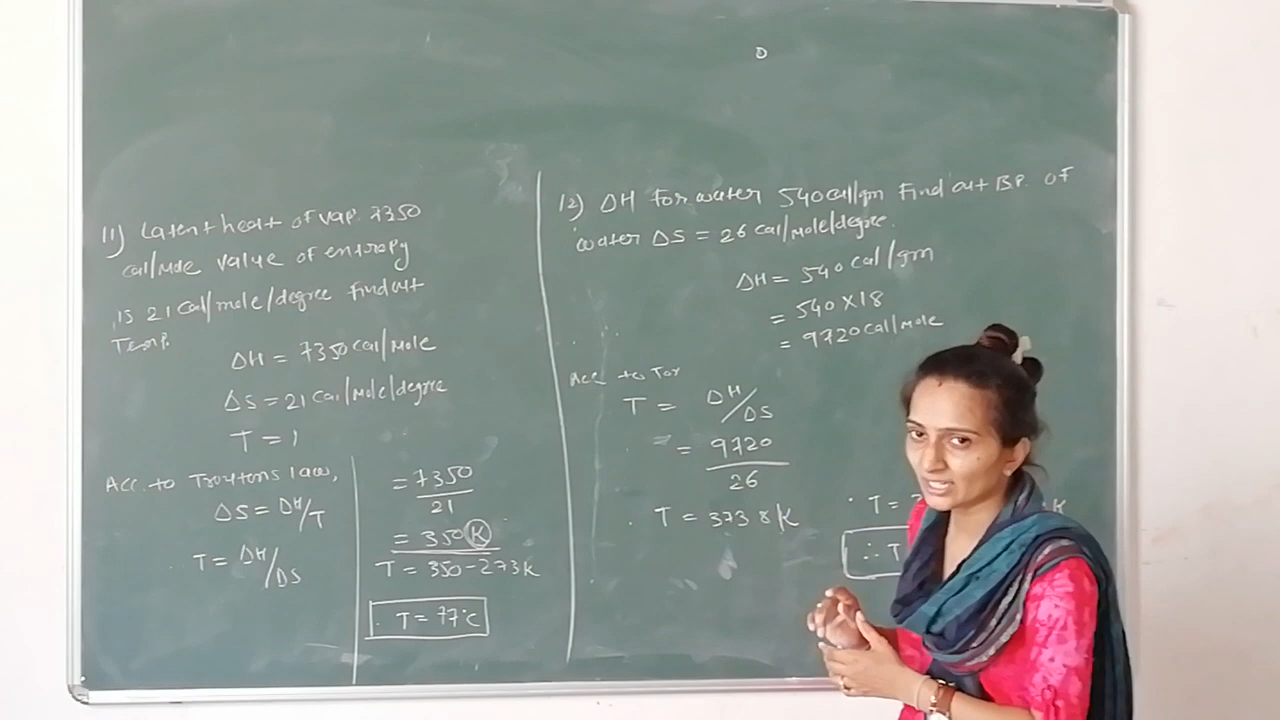 11) Latent heat of vap. 7350
cal/mole value of entropy
is 21 cal/mole/degree find out
Temp.
ΔH = 7350 cal/mole
ΔS = 21 cal/mole/degree
T =
Acc. to Troutons law,
ΔS = ΔH/T
T = ΔH/ΔS
= 7350
21
= 350 K
T = 350 - 273 K
T = 77°C
12) ΔH for water 540 cal/gm Find out B.P. of
water ΔS = 26 cal/mole/degree.
ΔH = 540 cal/gm
= 540 × 18
= 9720 cal/mole
Acc to
T = ΔH/ΔS
= 9720
26
T = 373.8 K
T =
K
∴ T